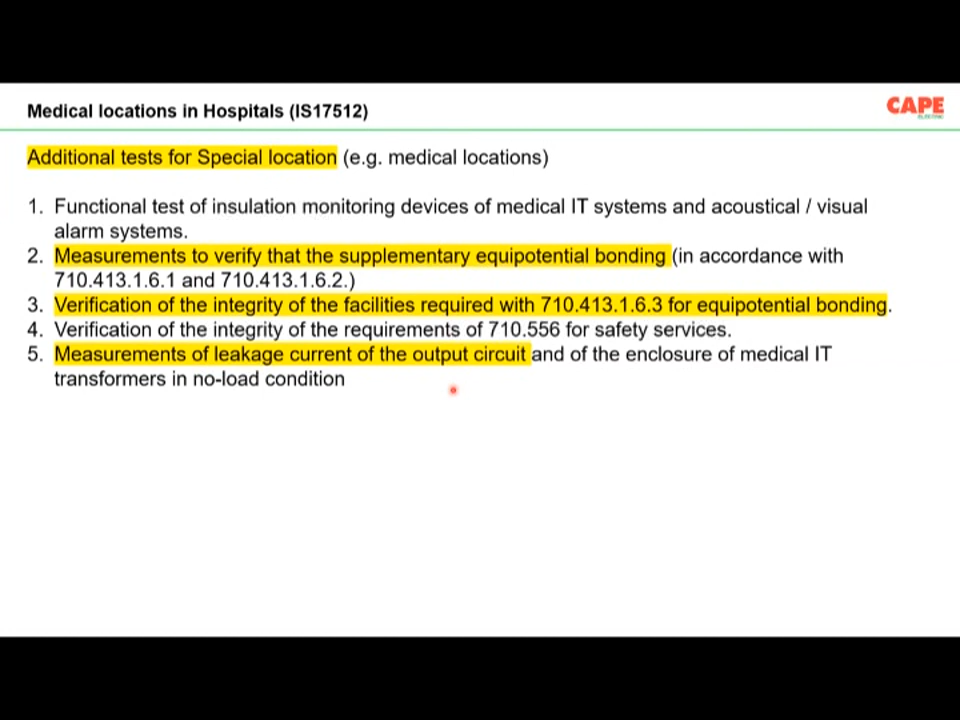 Medical locations in Hospitals (IS17512)
CAPE
Additional tests for Special location (e.g. medical locations)
1. Functional test of insulation monitoring devices of medical IT systems and acoustical / visual
alarm systems.
2. Measurements to verify that the supplementary equipotential bonding (in accordance with
710.413.1.6.1 and 710.413.1.6.2.)
3. Verification of the integrity of the facilities required with 710.413.1.6.3 for equipotential bonding.
4. Verification of the integrity of the requirements of 710.556 for safety services.
5. Measurements of leakage current of the output circuit and of the enclosure of medical IT
transformers in no-load condition